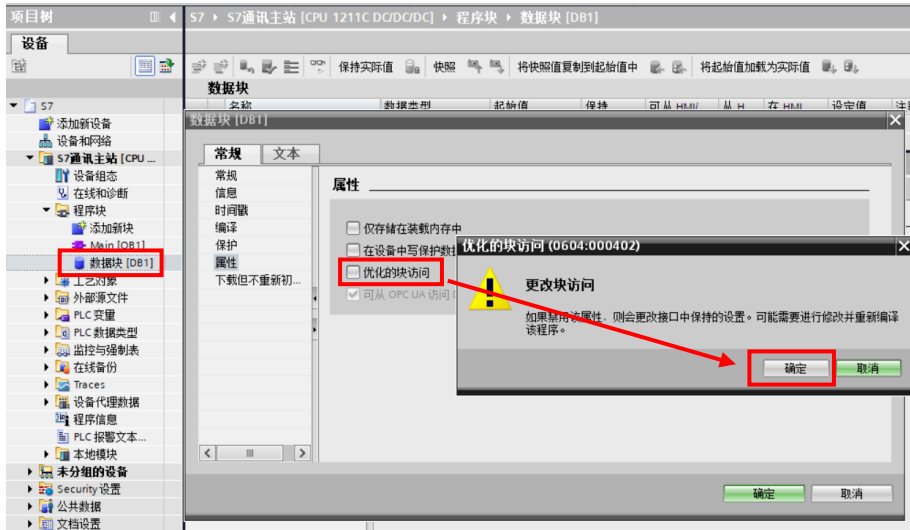 项目树
S7 ▸ S7通讯主站 [CPU 1211C DC/DC/DC] ▸ 程序块 ▸ 数据块 [DB1]
设备
保持实际值 快照 将快照值复制到起始值中 将起始值加载为实际值
数据块
名称 数据类型 起始值 保持 可从 HMI/ 从 H 在 HMI 设定值
S7
添加新设备
设备和网络
S7通讯主站 [CPU ...
设备组态
在线和诊断
程序块
添加新块
Main [OB1]
数据块 [DB1]
工艺对象
外部源文件
PLC 变量
PLC 数据类型
监控与强制表
在线备份
Traces
设备代理数据
程序信息
PLC 报警文本...
本地模块
未分组的设备
Security 设置
公共数据
文档设置
数据块 [DB1]
常规 文本
常规
信息
时间戳
编译
保护
属性
下载但不重新初...
属性
仅存储在装载内存中
在设备中写保护数据
优化的块访问
可从 OPC UA 访问
确定 取消
优化的块访问 (0604:000402)
更改块访问
如果禁用该属性，则会更改接口中保持的设置。可能需要进行修改并重新编译
该程序。
确定 取消